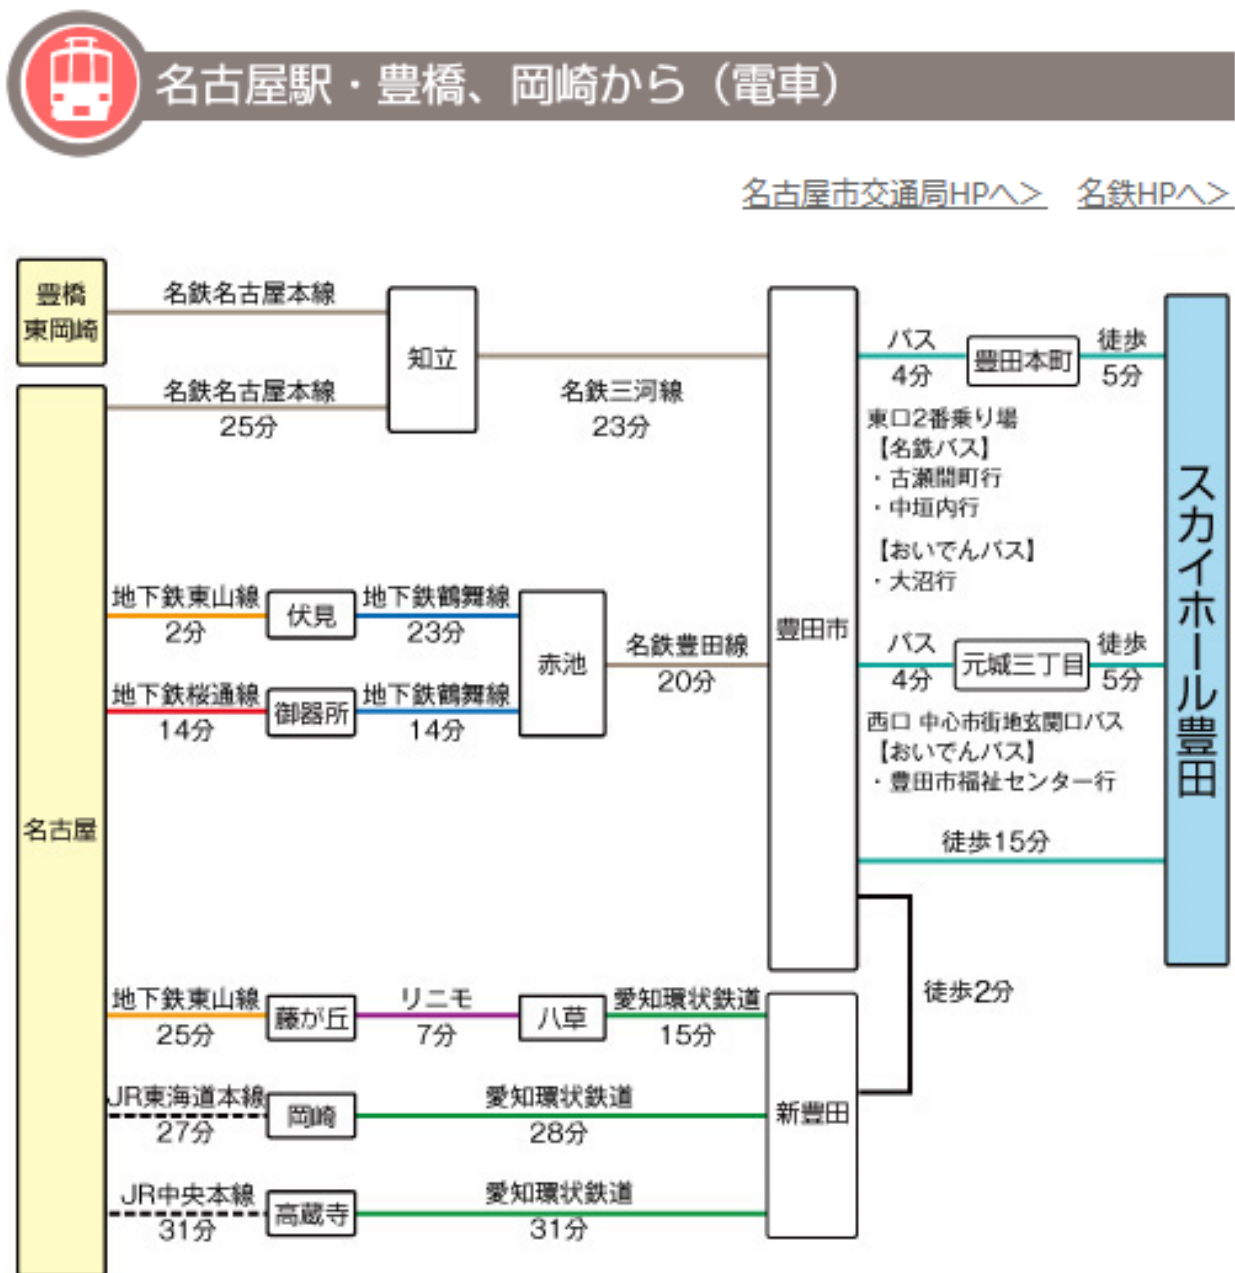 名古屋駅・豊橋、岡崎から（電車）
名古屋市交通局HPへ＞ 名鉄HPへ＞
豊橋
東岡崎
名鉄名古屋本線
知立
名鉄名古屋本線
25分
名鉄三河線
23分
バス
4分
豊田本町
徒歩
5分
東口2番乗り場
【名鉄バス】
・古瀬間町行
・中垣内行
【おいでんバス】
・大沼行
地下鉄東山線
2分
伏見
地下鉄鶴舞線
23分
地下鉄桜通線
14分
御器所
地下鉄鶴舞線
14分
赤池
名鉄豊田線
20分
豊田市
バス
4分
元城三丁目
徒歩
5分
西口 中心市街地玄関口バス
【おいでんバス】
・豊田市福祉センター行
徒歩15分
スカイホール豊田
名古屋
地下鉄東山線
25分
藤が丘
リニモ
7分
八草
愛知環状鉄道
15分
徒歩2分
JR東海道本線
27分
岡崎
愛知環状鉄道
28分
新豊田
JR中央本線
31分
高蔵寺
愛知環状鉄道
31分